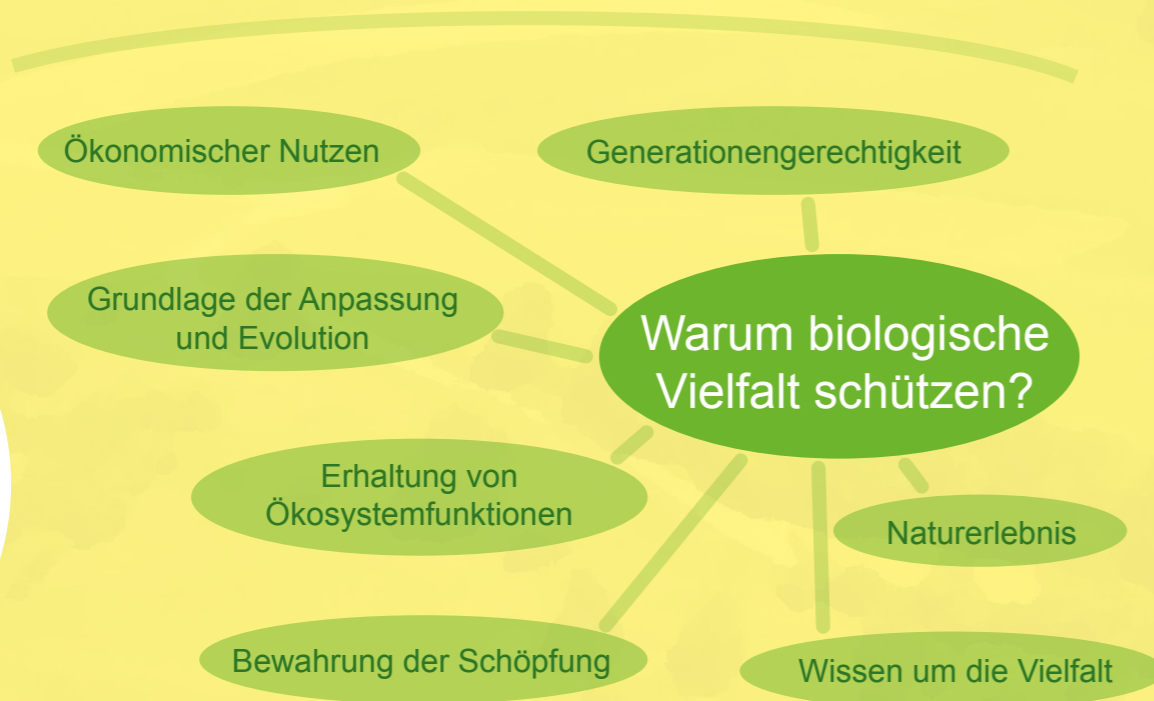 Ökonomischer Nutzen
Generationengerechtigkeit
Grundlage der Anpassung
und Evolution
Warum biologische
Vielfalt schützen?
Erhaltung von
Ökosystemfunktionen
Naturerlebnis
Bewahrung der Schöpfung
Wissen um die Vielfalt